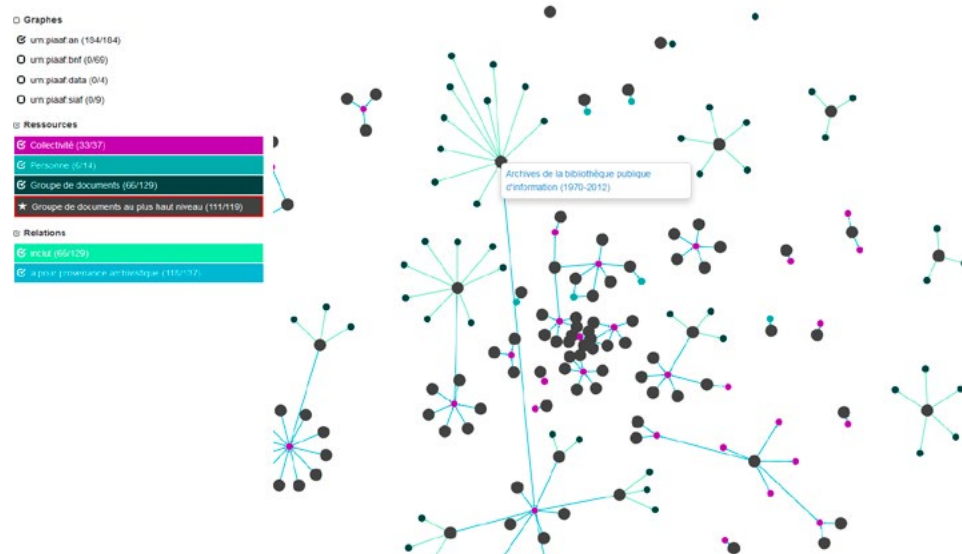 Graphes
urn:piaaf:an (184/184)
urn:piaaf:bnf (0/69)
urn:piaaf:data (0/4)
urn:piaaf:siaf (0/9)
Ressources
Collectivité (33/37)
Personne (6/14)
Groupe de documents (66/129)
Groupe de documents au plus haut niveau (111/119)
Relations
inclut (66/129)
a pour provenance archivistique (118/137)
Archives de la bibliothèque publique
d'information (1970-2012)